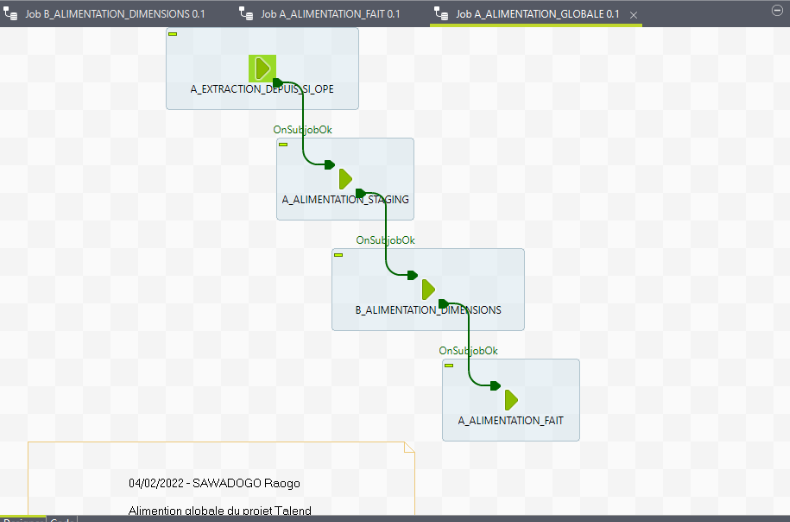 Job B_ALIMENTATION_DIMENSIONS 0.1
Job A_ALIMENTATION_FAIT 0.1
Job A_ALIMENTATION_GLOBALE 0.1
A_EXTRACTION_DEPUIS_SI_OPE
OnSubjobOk
A_ALIMENTATION_STAGING
OnSubjobOk
B_ALIMENTATION_DIMENSIONS
OnSubjobOk
A_ALIMENTATION_FAIT
04/02/2022 - SAWADOGO Raogo
Alimention globale du projet Talend